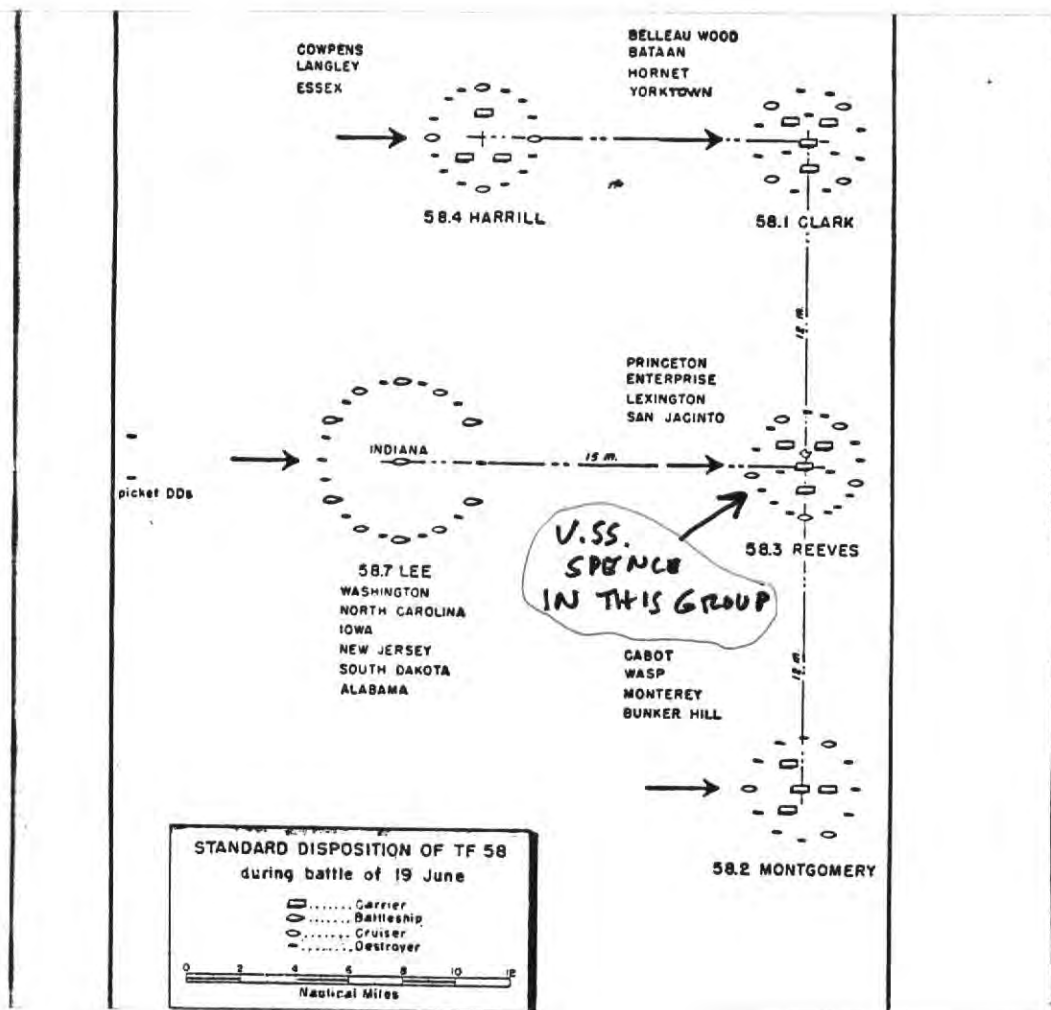 COWPENS
LANGLEY
ESSEX
BELLEAU WOOD
BATAAN
HORNET
YORKTOWN
58.4 HARRILL
58.1 CLARK
12 m.
PRINCETON
ENTERPRISE
LEXINGTON
SAN JACINTO
INDIANA
15 m.
picket DDs
58.3 REEVES
U.SS.
SPENCE
IN THIS GROUP
58.7 LEE
WASHINGTON
NORTH CAROLINA
IOWA
NEW JERSEY
SOUTH DAKOTA
ALABAMA
12 m.
CABOT
WASP
MONTEREY
BUNKER HILL
58.2 MONTGOMERY
STANDARD DISPOSITION OF TF 58
during battle of 19 June
....... Carrier
....... Battleship
....... Cruiser
....... Destroyer
0 2 4 6 8 10 12
Nautical Miles